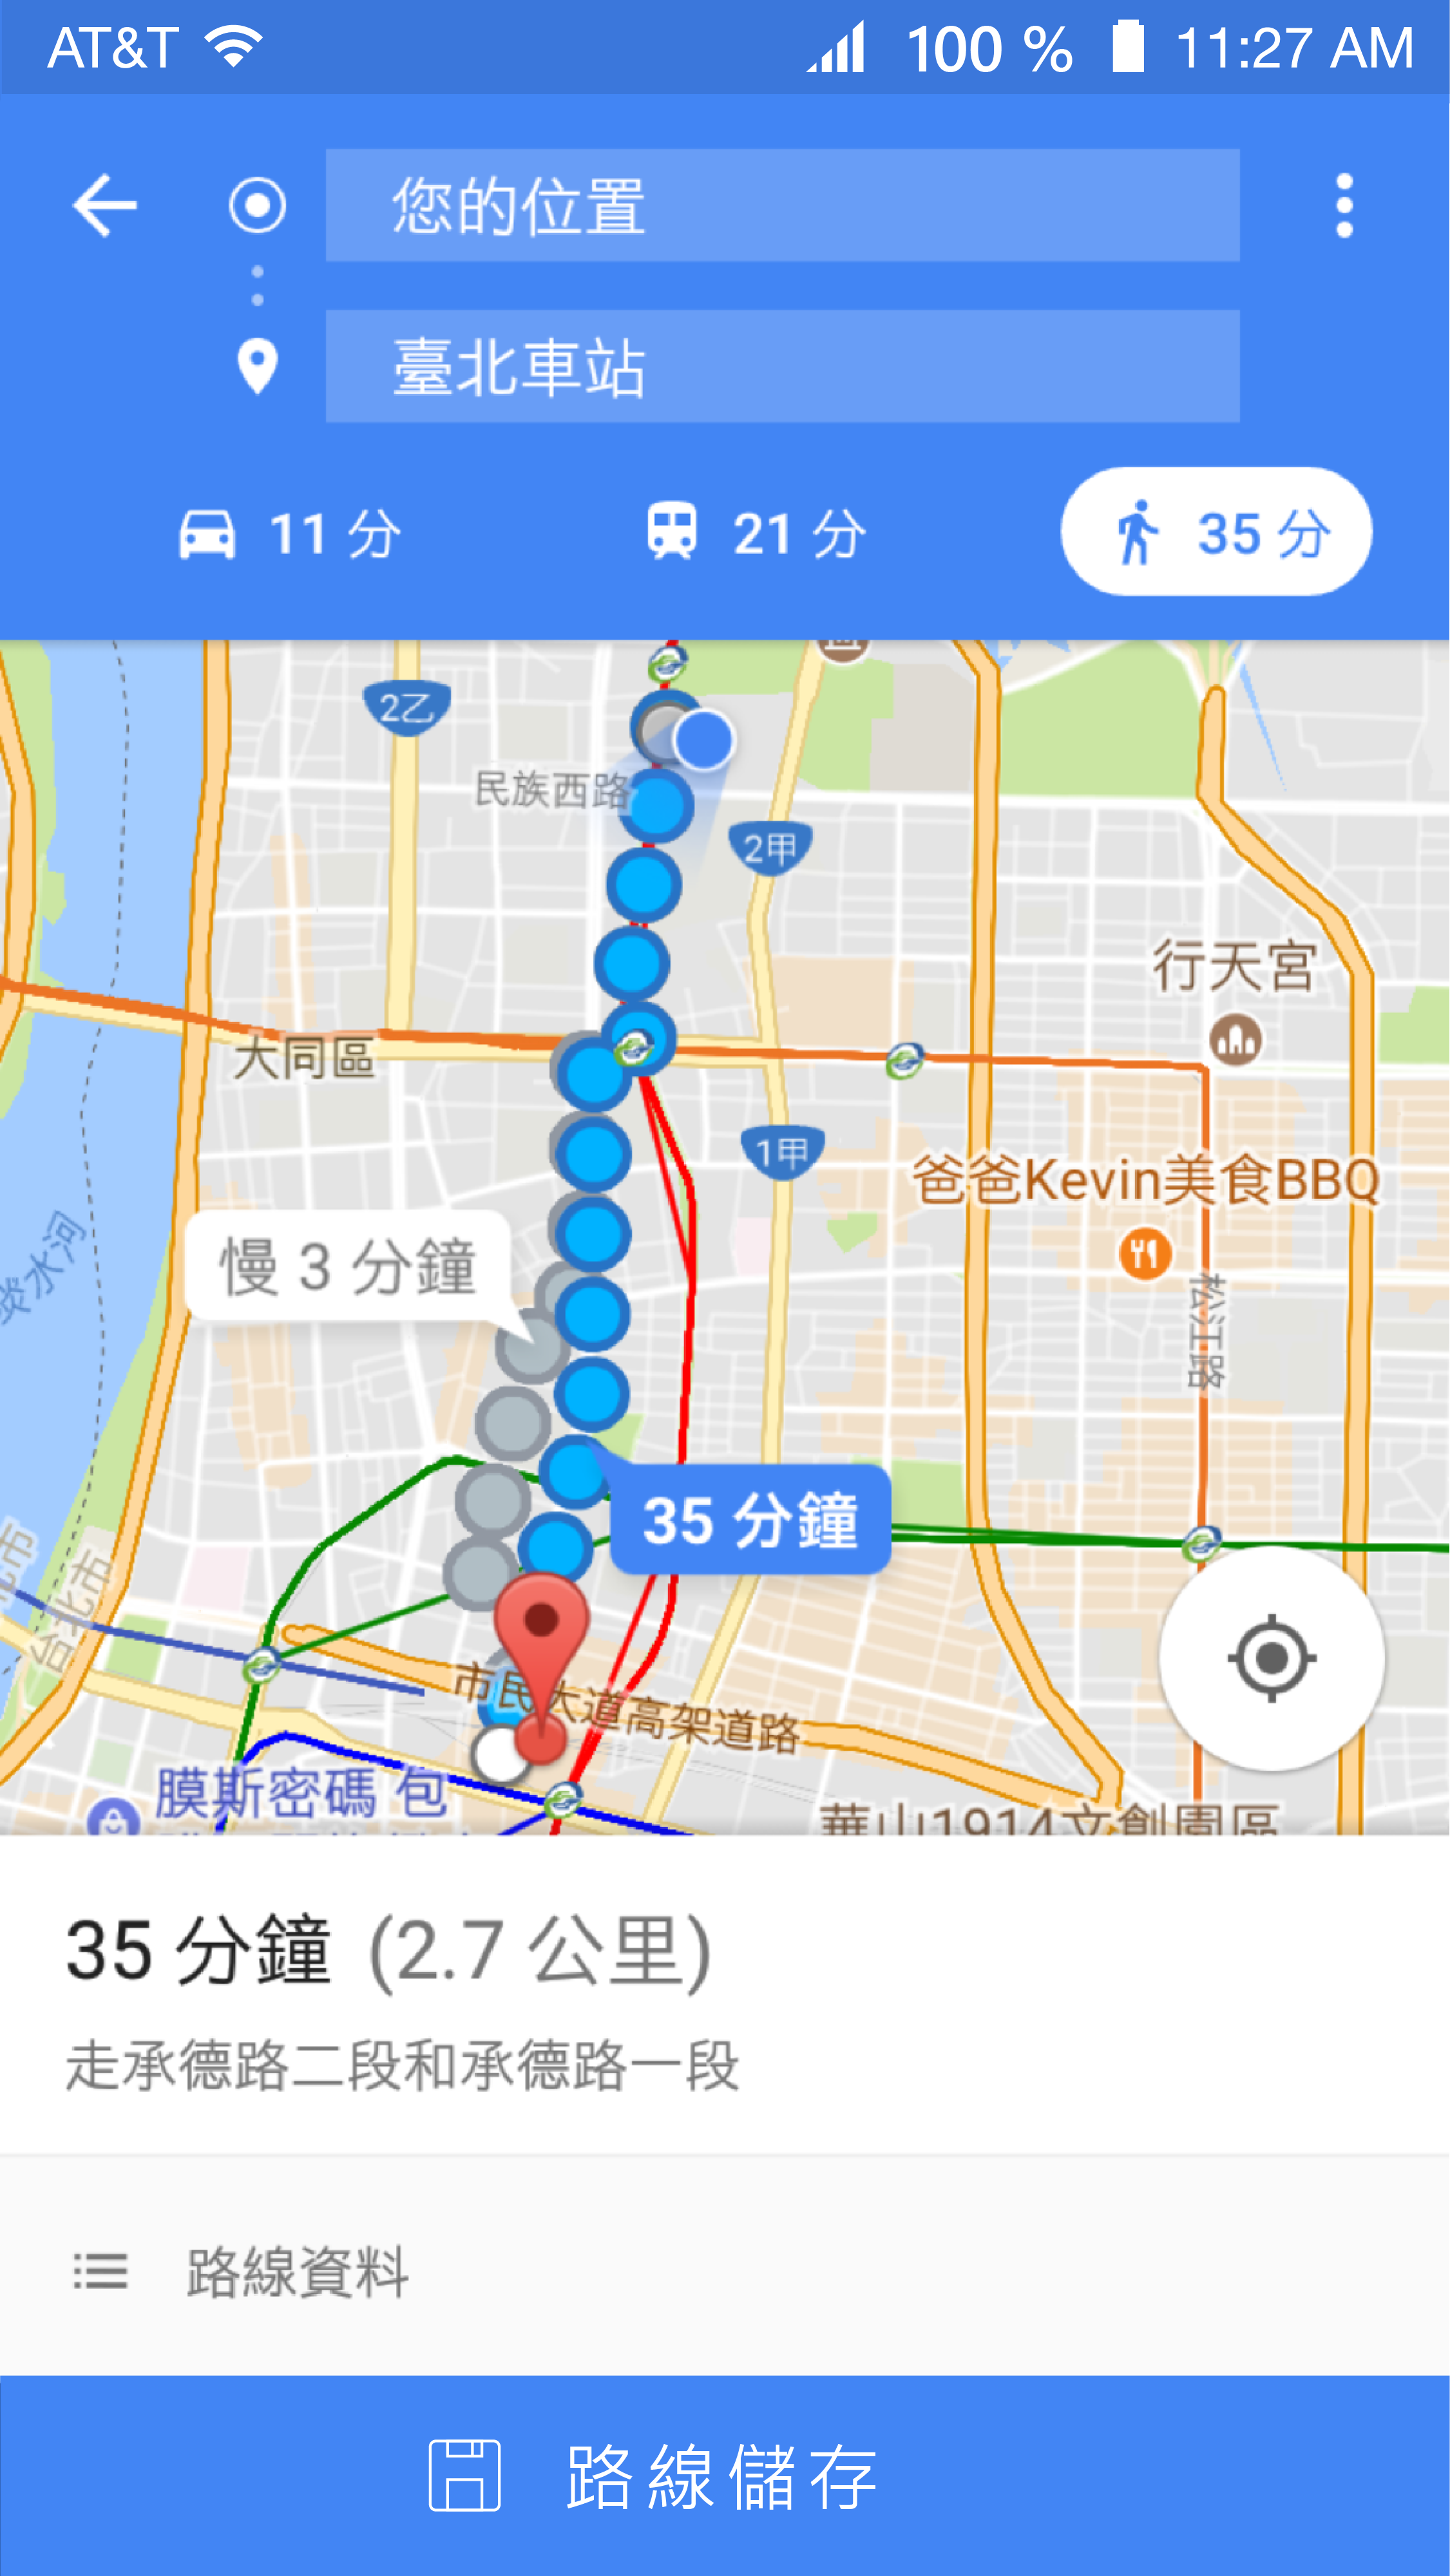 AT&T 100 % 11:27 AM
您的位置
臺北車站
11 分 21 分 35 分
2乙
民族西路
2甲
行天宮
大同區
1甲
爸爸Kevin美食BBQ
慢 3 分鐘
淡水河
松江路
35 分鐘
台北市
市民大道高架道路
膜斯密碼 包
華山1914文創園區
35 分鐘 (2.7 公里)
走承德路二段和承德路一段
路線資料
路線儲存